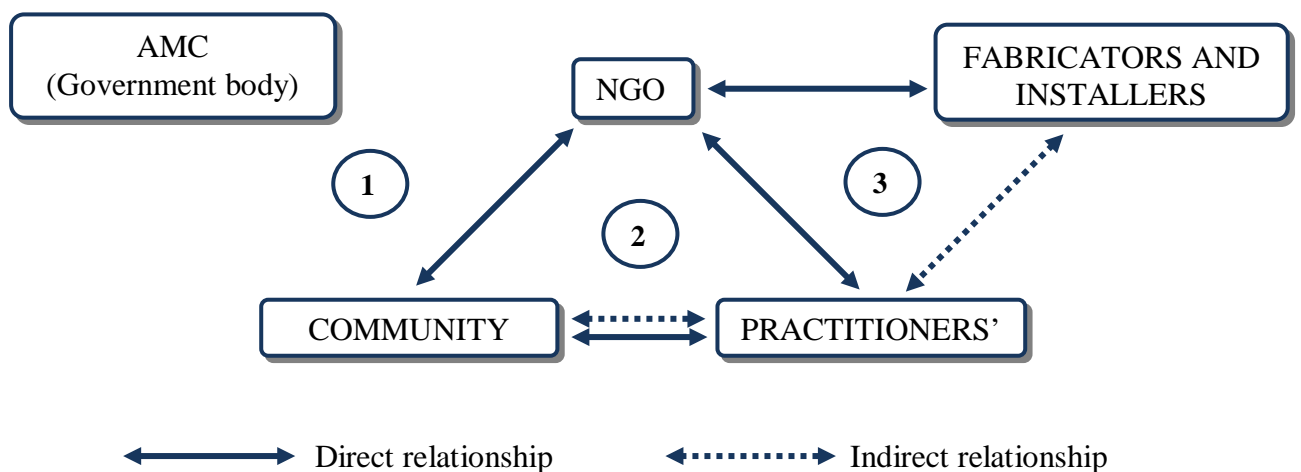 AMC
(Government body)
NGO
FABRICATORS AND
INSTALLERS
1
2
3
COMMUNITY
PRACTITIONERS’
Direct relationship
Indirect relationship